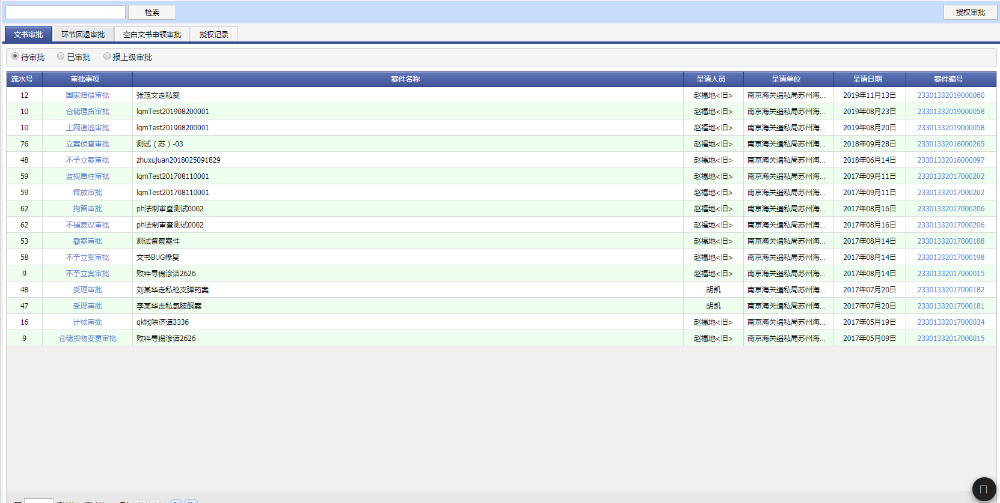 检索 授权审批
文书审批 环节回退审批 空白文书申领审批 授权记录
待审批 已审批 报上级审批
流水号 审批事项 案件名称 呈请人员 呈请单位 呈请日期 案件编号
12 国家赔偿审批 张范文走私案 赵福地<旧> 南京海关缉私局苏州海... 2019年11月13日 23301332019000060
10 仓储理货审批 lqmTest201908200001 赵福地<旧> 南京海关缉私局苏州海... 2019年08月23日 23301332019000058
10 上网追逃审批 lqmTest201908200001 赵福地<旧> 南京海关缉私局苏州海... 2019年08月20日 23301332019000058
76 立案侦查审批 测试（苏）-03 赵福地<旧> 南京海关缉私局苏州海... 2018年09月28日 23301332018000265
48 不予立案审批 zhuxujuan2018025091829 赵福地<旧> 南京海关缉私局苏州海... 2018年06月14日 23301332018000097
59 监视居住审批 lqmTest201708110001 赵福地<旧> 南京海关缉私局苏州海... 2017年09月11日 23301332017000202
59 释放审批 lqmTest201708110001 赵福地<旧> 南京海关缉私局苏州海... 2017年09月11日 23301332017000202
62 拘留审批 ph法制审查测试0002 赵福地<旧> 南京海关缉私局苏州海... 2017年08月16日 23301332017000206
62 不捕复议审批 ph法制审查测试0002 赵福地<旧> 南京海关缉私局苏州海... 2017年08月16日 23301332017000206
53 撤案审批 测试督察案件 赵福地<旧> 南京海关缉私局苏州海... 2017年08月14日 23301332017000188
58 不予立案审批 文书BUG修复 赵福地<旧> 南京海关缉私局苏州海... 2017年08月14日 23301332017000198
9 不予立案审批 败牪寻揚浍诘2626 赵福地<旧> 南京海关缉私局苏州海... 2017年08月14日 23301332017000015
48 受理审批 刘某华走私枪支弹药案 胡凯 南京海关缉私局苏州海... 2017年07月20日 23301332017000182
47 受理审批 李某华走私氯胺酮案 胡凯 南京海关缉私局苏州海... 2017年07月20日 23301332017000181
16 计核审批 qk找哄济诘3336 赵福地<旧> 南京海关缉私局苏州海... 2017年05月19日 23301332017000034
9 仓储货物变更审批 败牪寻揚浍诘2626 赵福地<旧> 南京海关缉私局苏州海... 2017年05月09日 23301332017000015